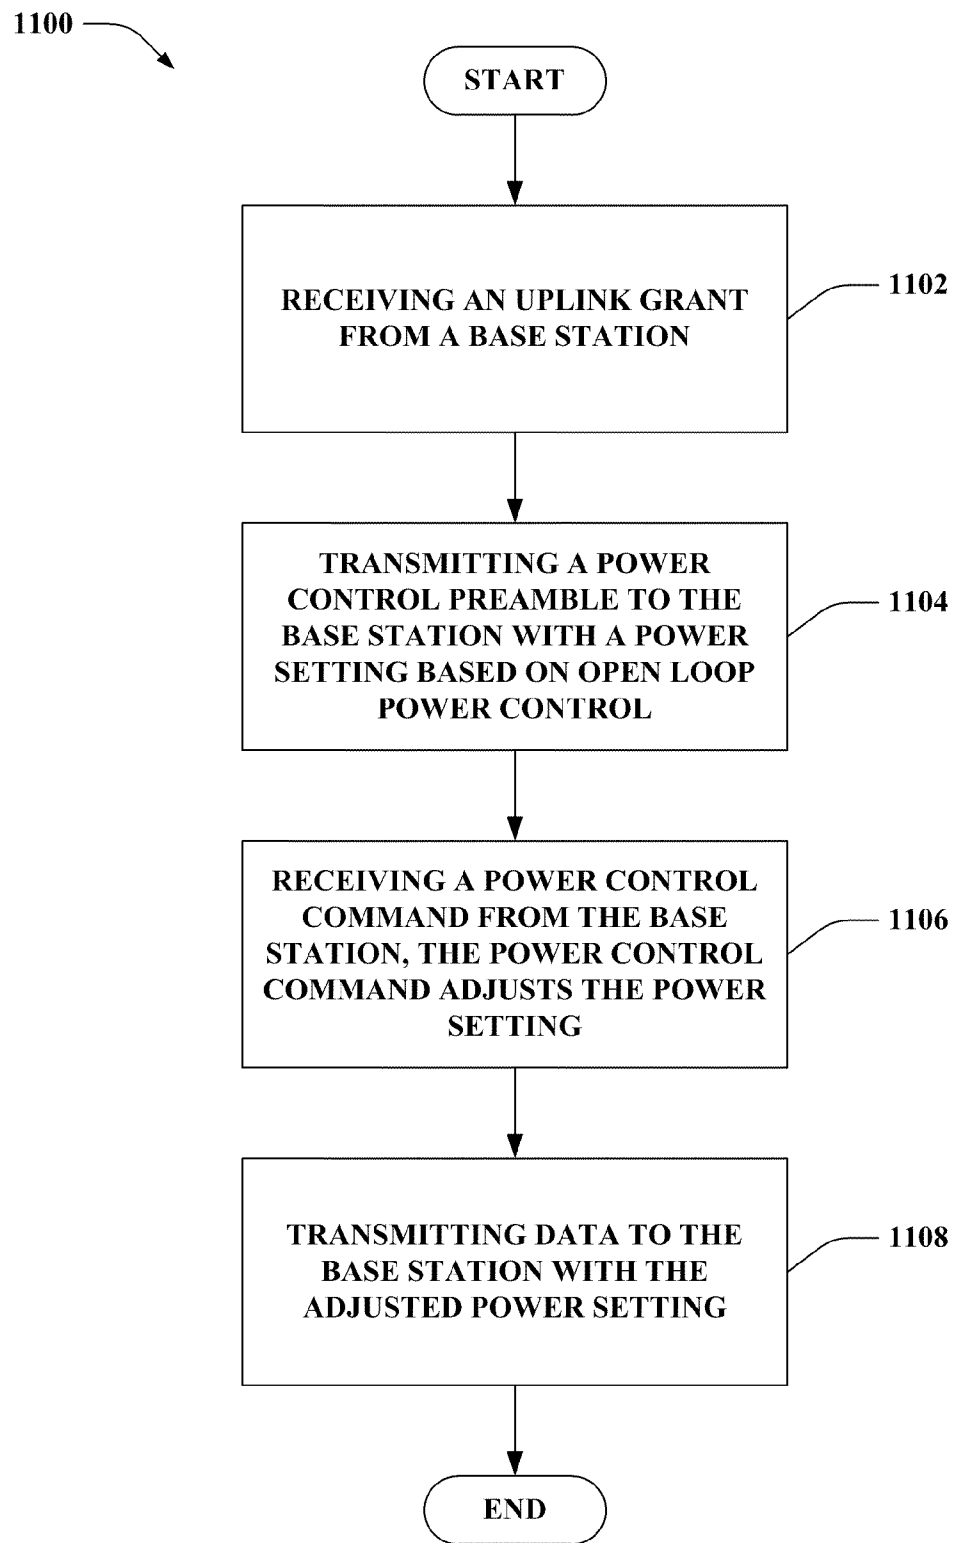 1100
START
RECEIVING AN UPLINK GRANT
FROM A BASE STATION
1102
TRANSMITTING A POWER
CONTROL PREAMBLE TO THE
BASE STATION WITH A POWER
SETTING BASED ON OPEN LOOP
POWER CONTROL
1104
RECEIVING A POWER CONTROL
COMMAND FROM THE BASE
STATION, THE POWER CONTROL
COMMAND ADJUSTS THE POWER
SETTING
1106
TRANSMITTING DATA TO THE
BASE STATION WITH THE
ADJUSTED POWER SETTING
1108
END